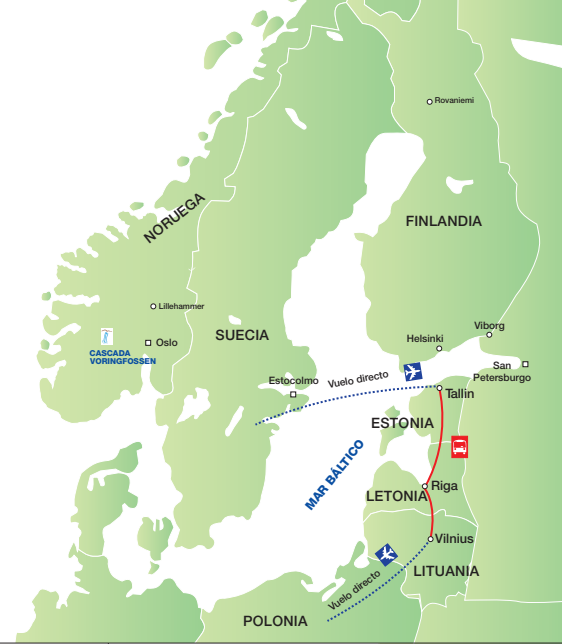 Rovaniemi
NORUEGA
FINLANDIA
Lillehammer
SUECIA
Oslo
CASCADA
VORINGFOSSEN
Helsinki
Viborg
San
Petersburgo
Estocolmo
Vuelo directo
Tallin
ESTONIA
MAR BÁLTICO
Riga
LETONIA
Vilnius
LITUANIA
Vuelo directo
POLONIA